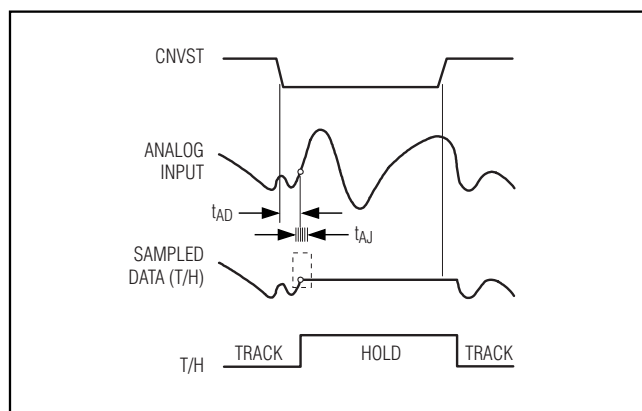 CNVST
ANALOG
INPUT
tAD
tAJ
SAMPLED
DATA (T/H)
TRACK HOLD TRACK
T/H